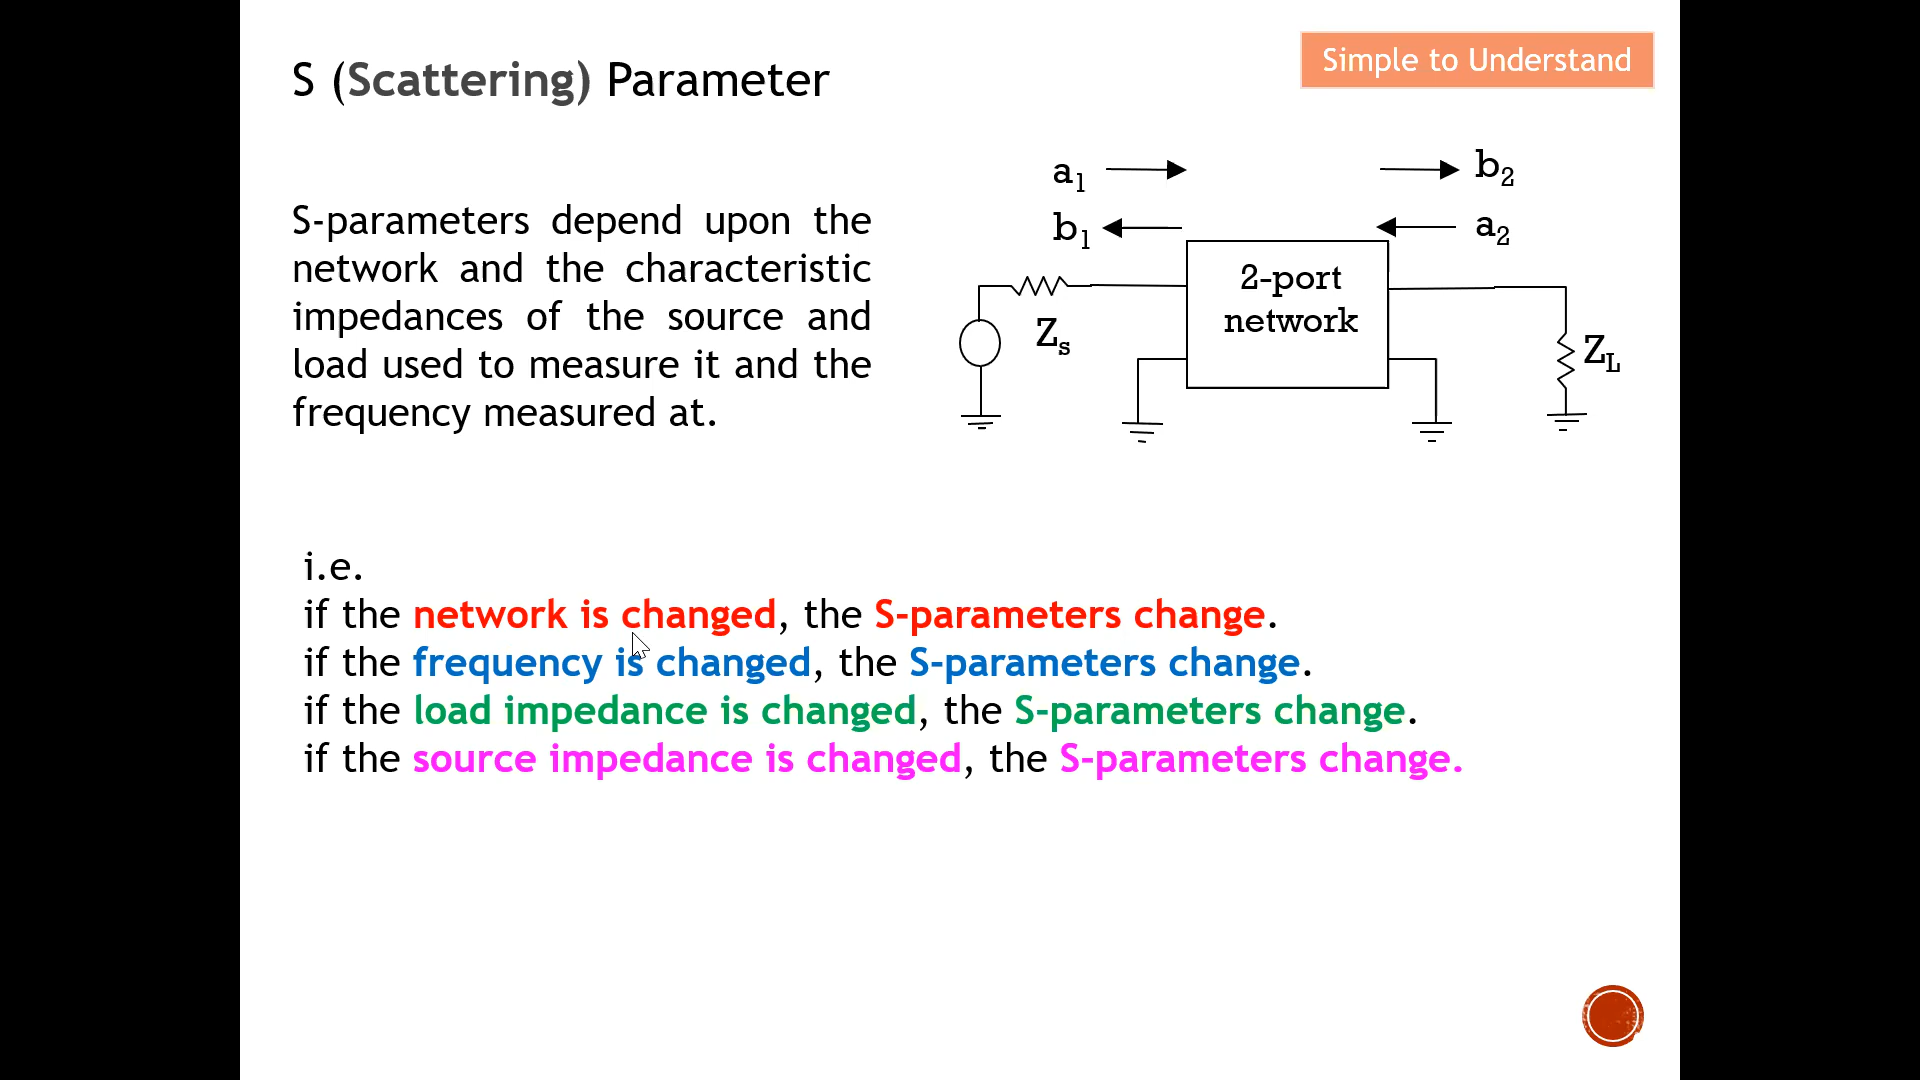 S (Scattering) Parameter
Simple to Understand
S-parameters depend upon the
network and the characteristic
impedances of the source and
load used to measure it and the
frequency measured at.
a1
b2
b1
a2
2-port
network
Zs
ZL
i.e.
if the network is changed, the S-parameters change.
if the frequency is changed, the S-parameters change.
if the load impedance is changed, the S-parameters change.
if the source impedance is changed, the S-parameters change.